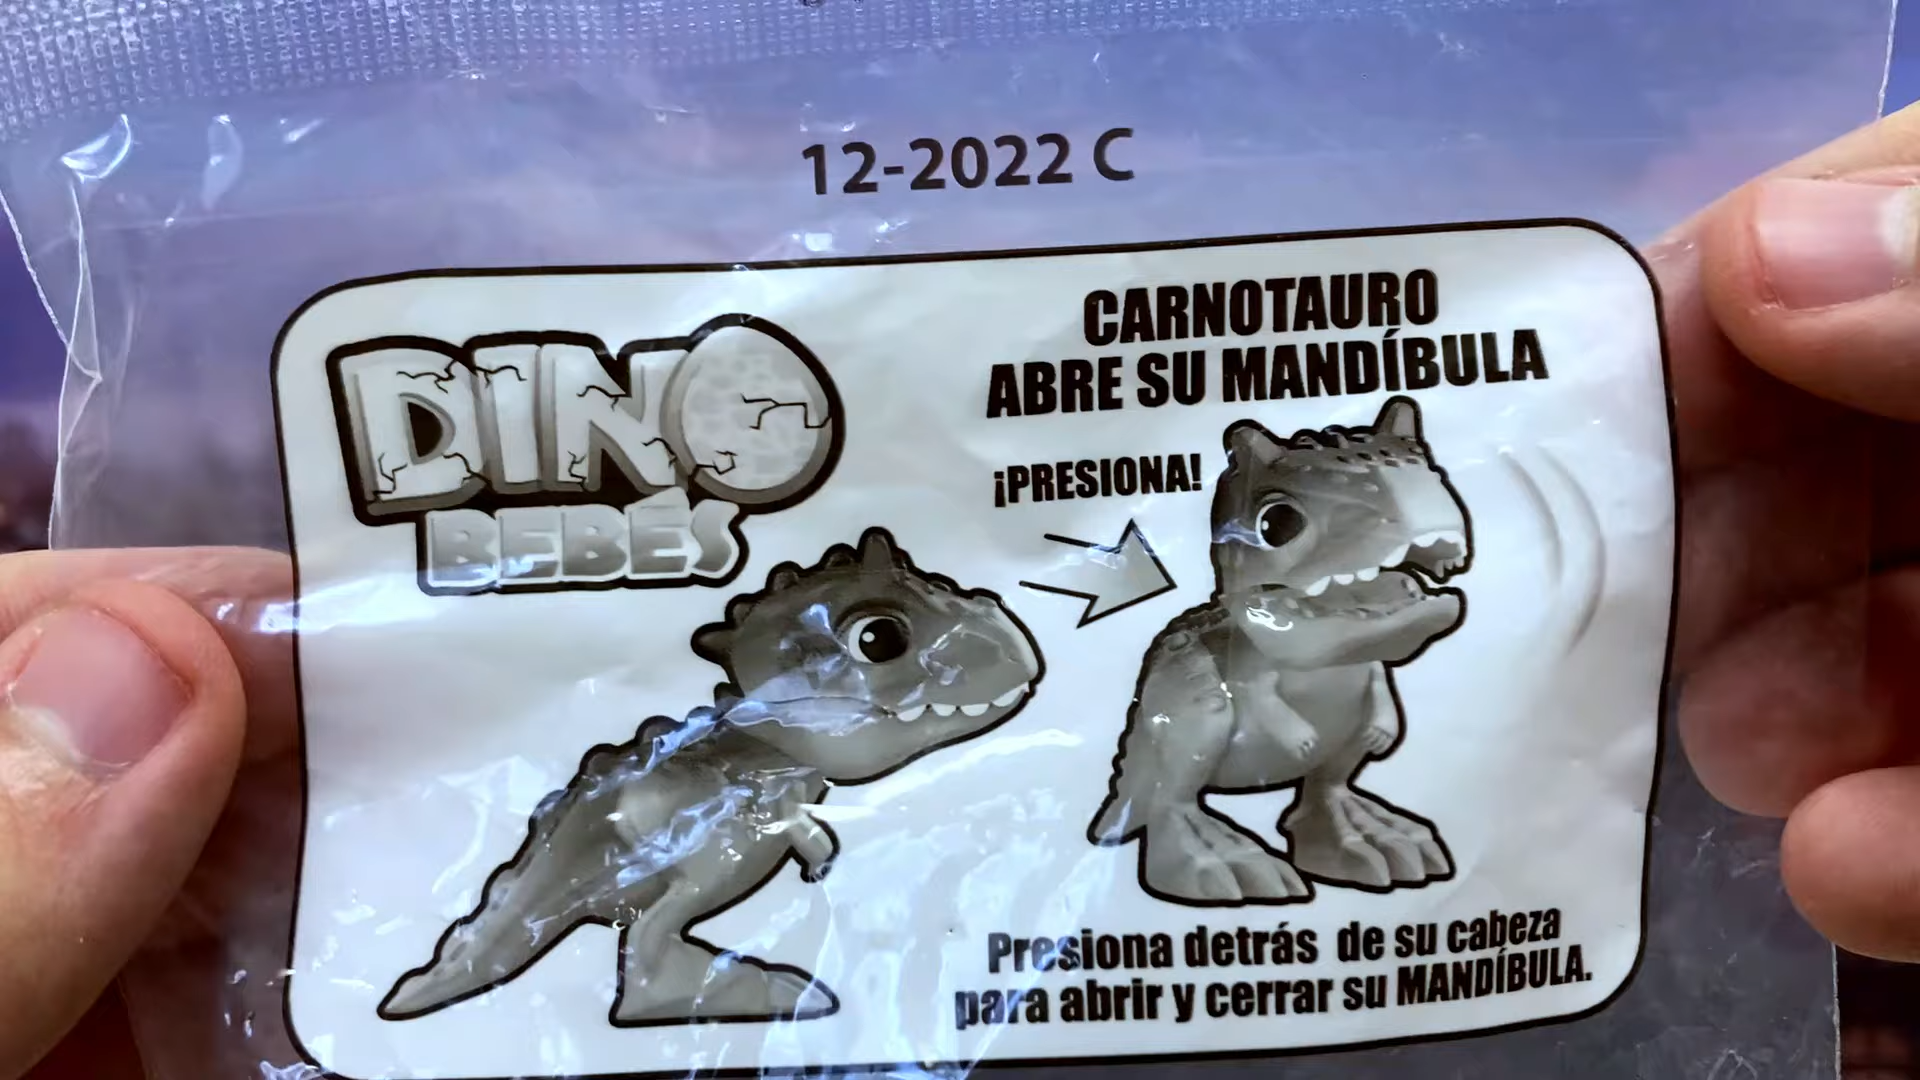 12-2022 C
DINO
BEBÉS
CARNOTAURO
ABRE SU MANDÍBULA
¡PRESIONA!
Presiona detrás de su cabeza
para abrir y cerrar su MANDÍBULA.